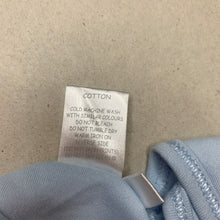 COTTON
COLD MACHINE WASH
WITH SIMILAR COLOURS
DO NOT BLEACH
DO NOT TUMBLE DRY
WARM IRON ON
REVERSE SIDE